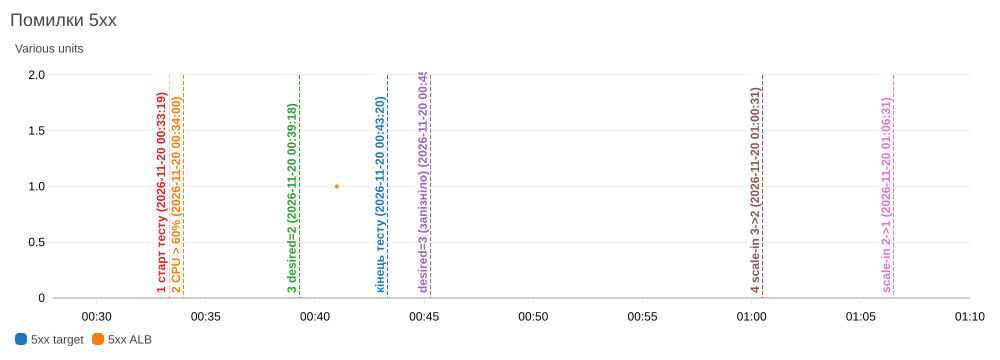 Помилки 5xx
Various units
2.0
1.5
1.0
0.5
0
1 старт тесту (2026-11-20 00:33:19)
2 CPU > 60% (2026-11-20 00:34:00)
3 desired=2 (2026-11-20 00:39:18)
кінець тесту (2026-11-20 00:43:20)
desired=3 (запізніло) (2026-11-20 00:45
4 scale-in 3->2 (2026-11-20 01:00:31)
scale-in 2->1 (2026-11-20 01:06:31)
00:30 00:35 00:40 00:45 00:50 00:55 01:00 01:05 01:10
5xx target 5xx ALB